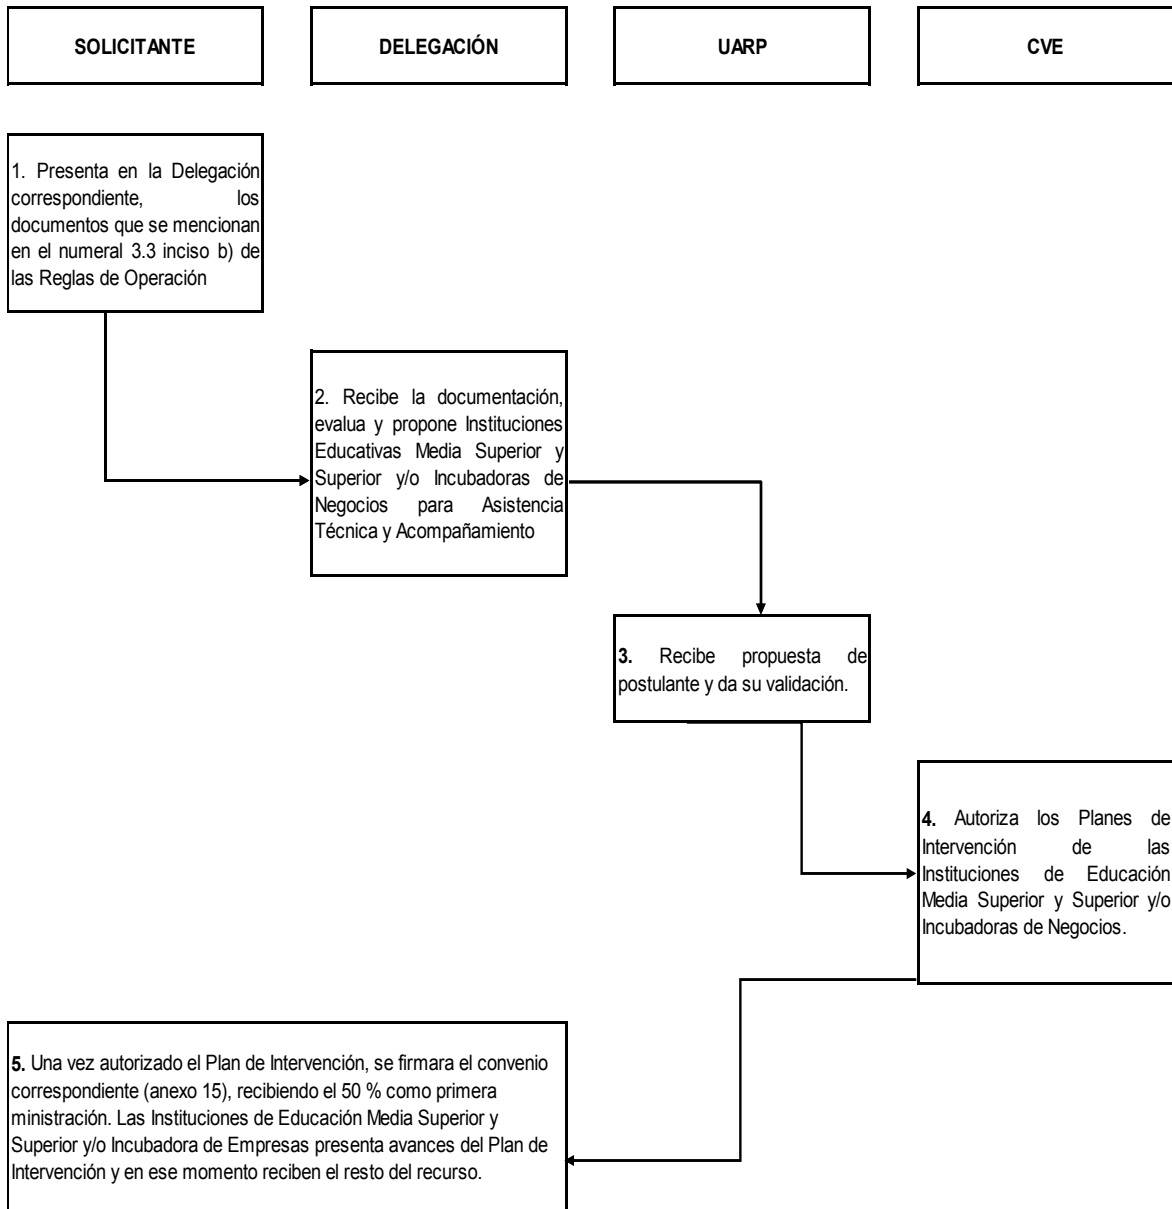 SOLICITANTE
DELEGACIÓN
UARP
CVE
1. Presenta en la Delegación
correspondiente, los
documentos que se mencionan
en el numeral 3.3 inciso b) de
las Reglas de Operación
2. Recibe la documentación,
evalua y propone Instituciones
Educativas Media Superior y
Superior y/o Incubadoras de
Negocios para Asistencia
Técnica y Acompañamiento
3. Recibe propuesta de
postulante y da su validación.
4. Autoriza los Planes de
Intervención de las
Instituciones de Educación
Media Superior y Superior y/o
Incubadoras de Negocios.
5. Una vez autorizado el Plan de Intervención, se firmara el convenio
correspondiente (anexo 15), recibiendo el 50 % como primera
ministración. Las Instituciones de Educación Media Superior y
Superior y/o Incubadora de Empresas presenta avances del Plan de
Intervención y en ese momento reciben el resto del recurso.